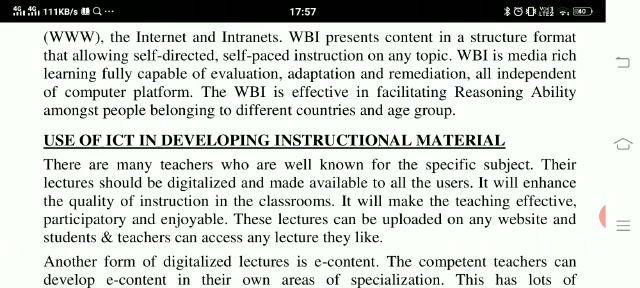 4G 4G 111KB/s 17:57 40
(WWW), the Internet and Intranets. WBI presents content in a structure format
that allowing self-directed, self-paced instruction on any topic. WBI is media rich
learning fully capable of evaluation, adaptation and remediation, all independent
of computer platform. The WBI is effective in facilitating Reasoning Ability
amongst people belonging to different countries and age group.
USE OF ICT IN DEVELOPING INSTRUCTIONAL MATERIAL
There are many teachers who are well known for the specific subject. Their
lectures should be digitalized and made available to all the users. It will enhance
the quality of instruction in the classrooms. It will make the teaching effective,
participatory and enjoyable. These lectures can be uploaded on any website and
students & teachers can access any lecture they like.
Another form of digitalized lectures is e-content. The competent teachers can
develop e-content in their own areas of specialization. This has lots of